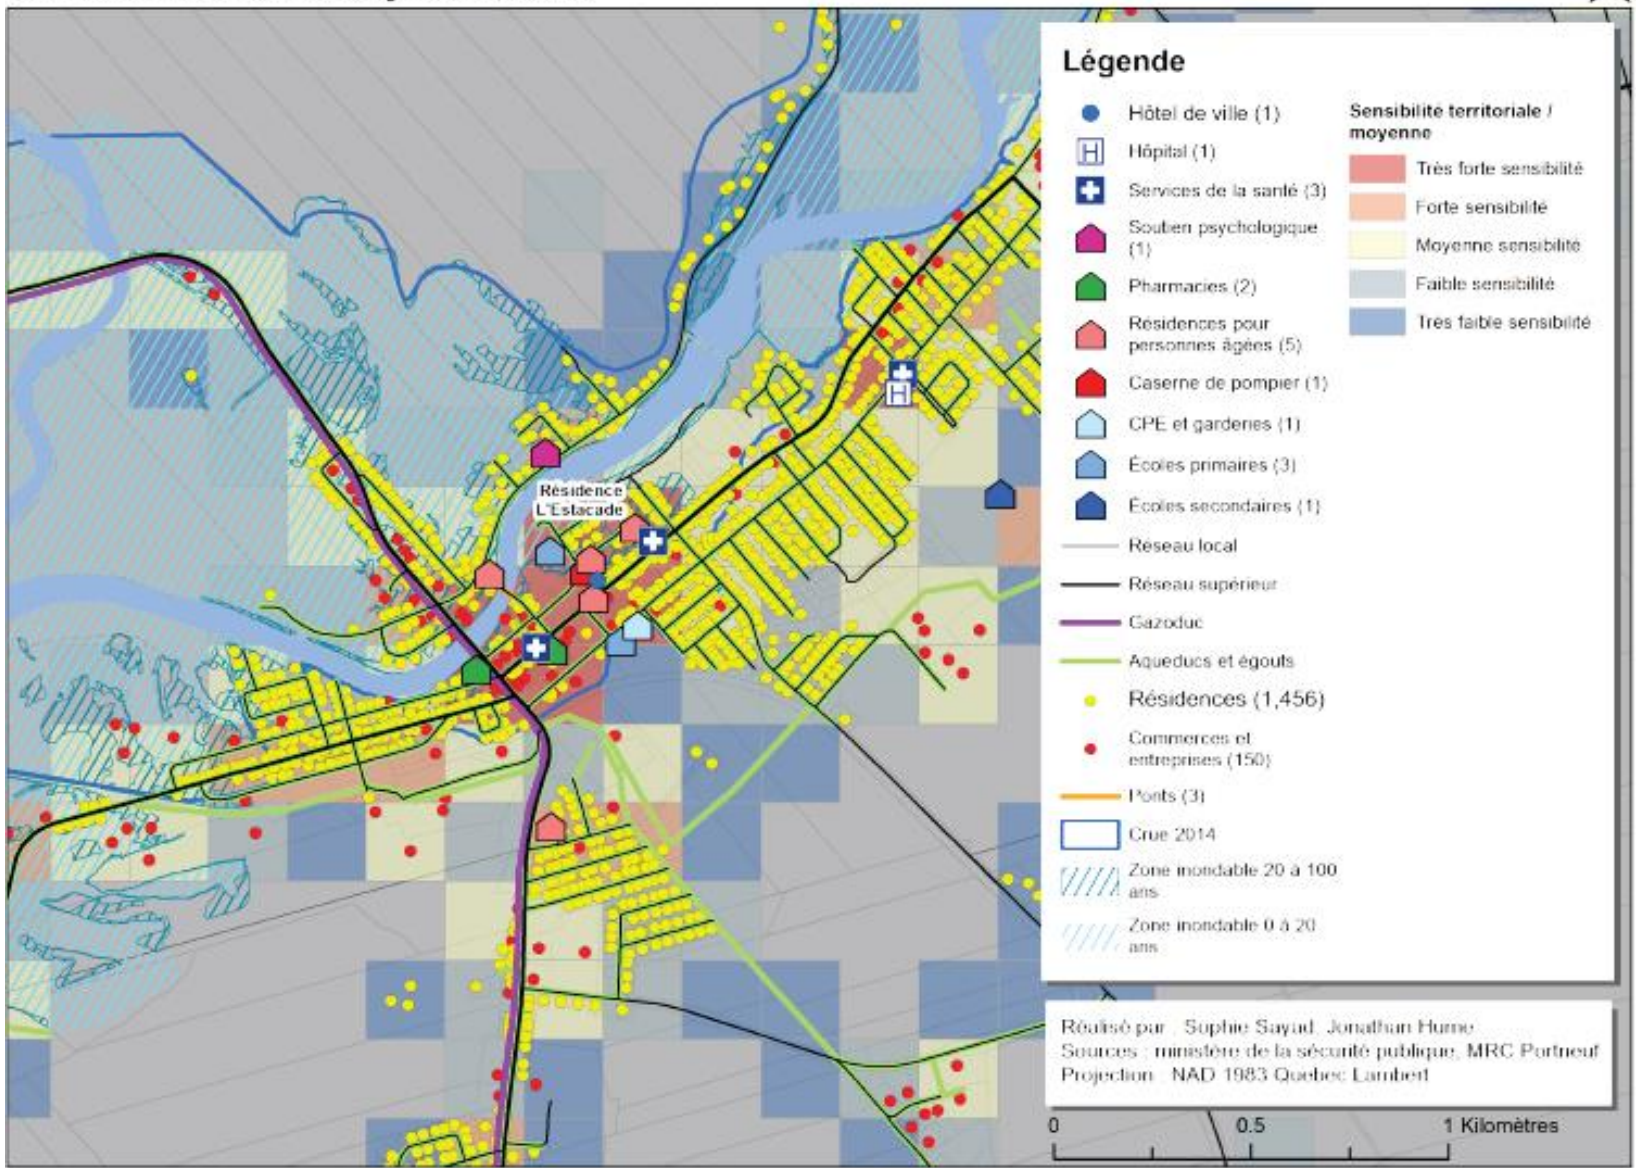 Résidence
L'Estacade
Légende
Hôtel de ville (1)
Hôpital (1)
Services de la santé (3)
Soutien psychologique
(1)
Pharmacies (2)
Résidences pour
personnes âgées (5)
Caserne de pompier (1)
CPE et garderies (1)
Écoles primaires (3)
Écoles secondaires (1)
Réseau local
Réseau supérieur
Gazoduc
Aqueducs et égouts
Résidences (1,456)
Commerces et
entreprises (150)
Ponts (3)
Crue 2014
Zone inondable 20 à 100
ans
Zone inondable 0 à 20
ans
Sensibilité territoriale /
moyenne
Très forte sensibilité
Forte sensibilité
Moyenne sensibilité
Faible sensibilité
Très faible sensibilité
Réalisé par : Sophie Sayad, Jonathan Hume
Sources : ministère de la sécurité publique, MRC Portneuf
Projection : NAD 1983 Québec Lambert
0 0.5 1 Kilomètres
H
H